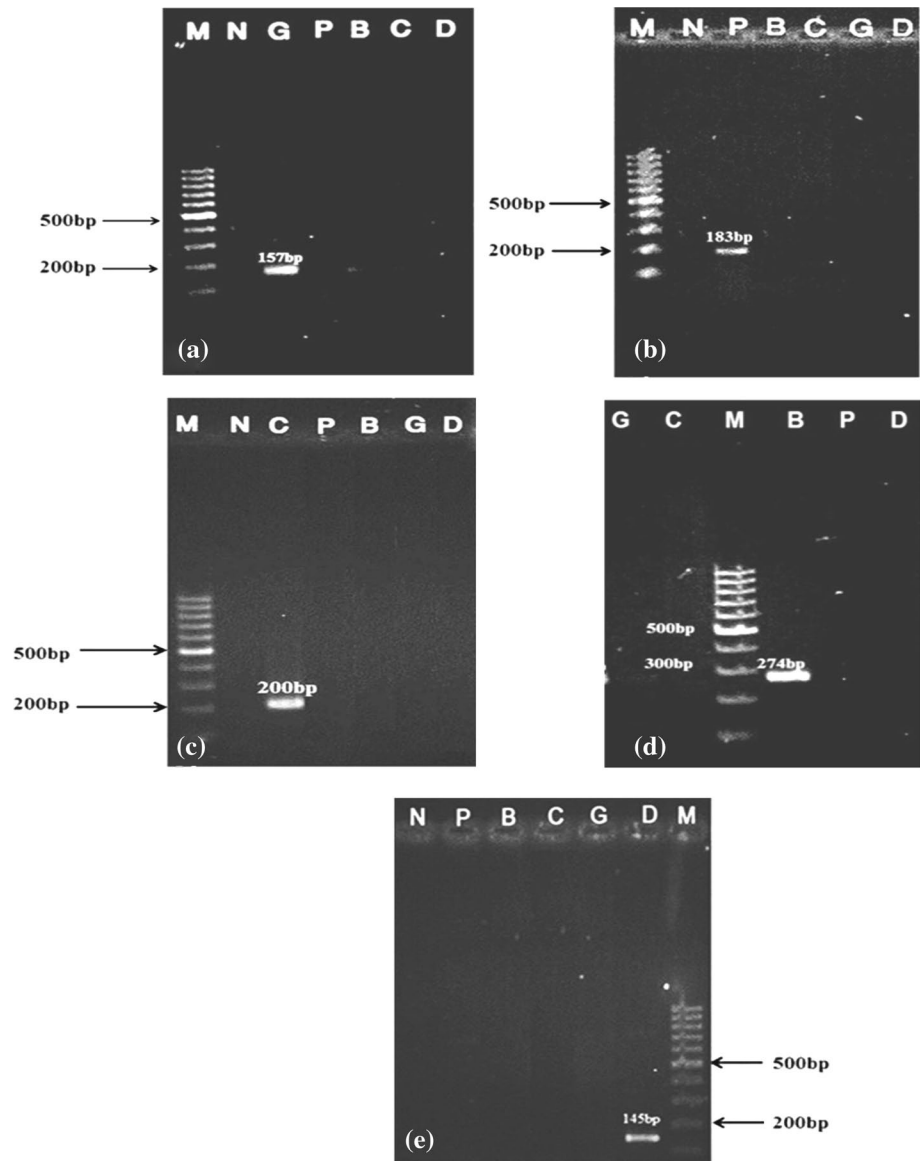 M N G P B C D
500bp
200bp
157bp
(a)
M N P B C G D
500bp
200bp
183bp
(b)
M N C P B G D
500bp
200bp
200bp
(c)
G C M B P D
500bp
300bp
274bp
(d)
N P B C G D M
500bp
200bp
145bp
(e)